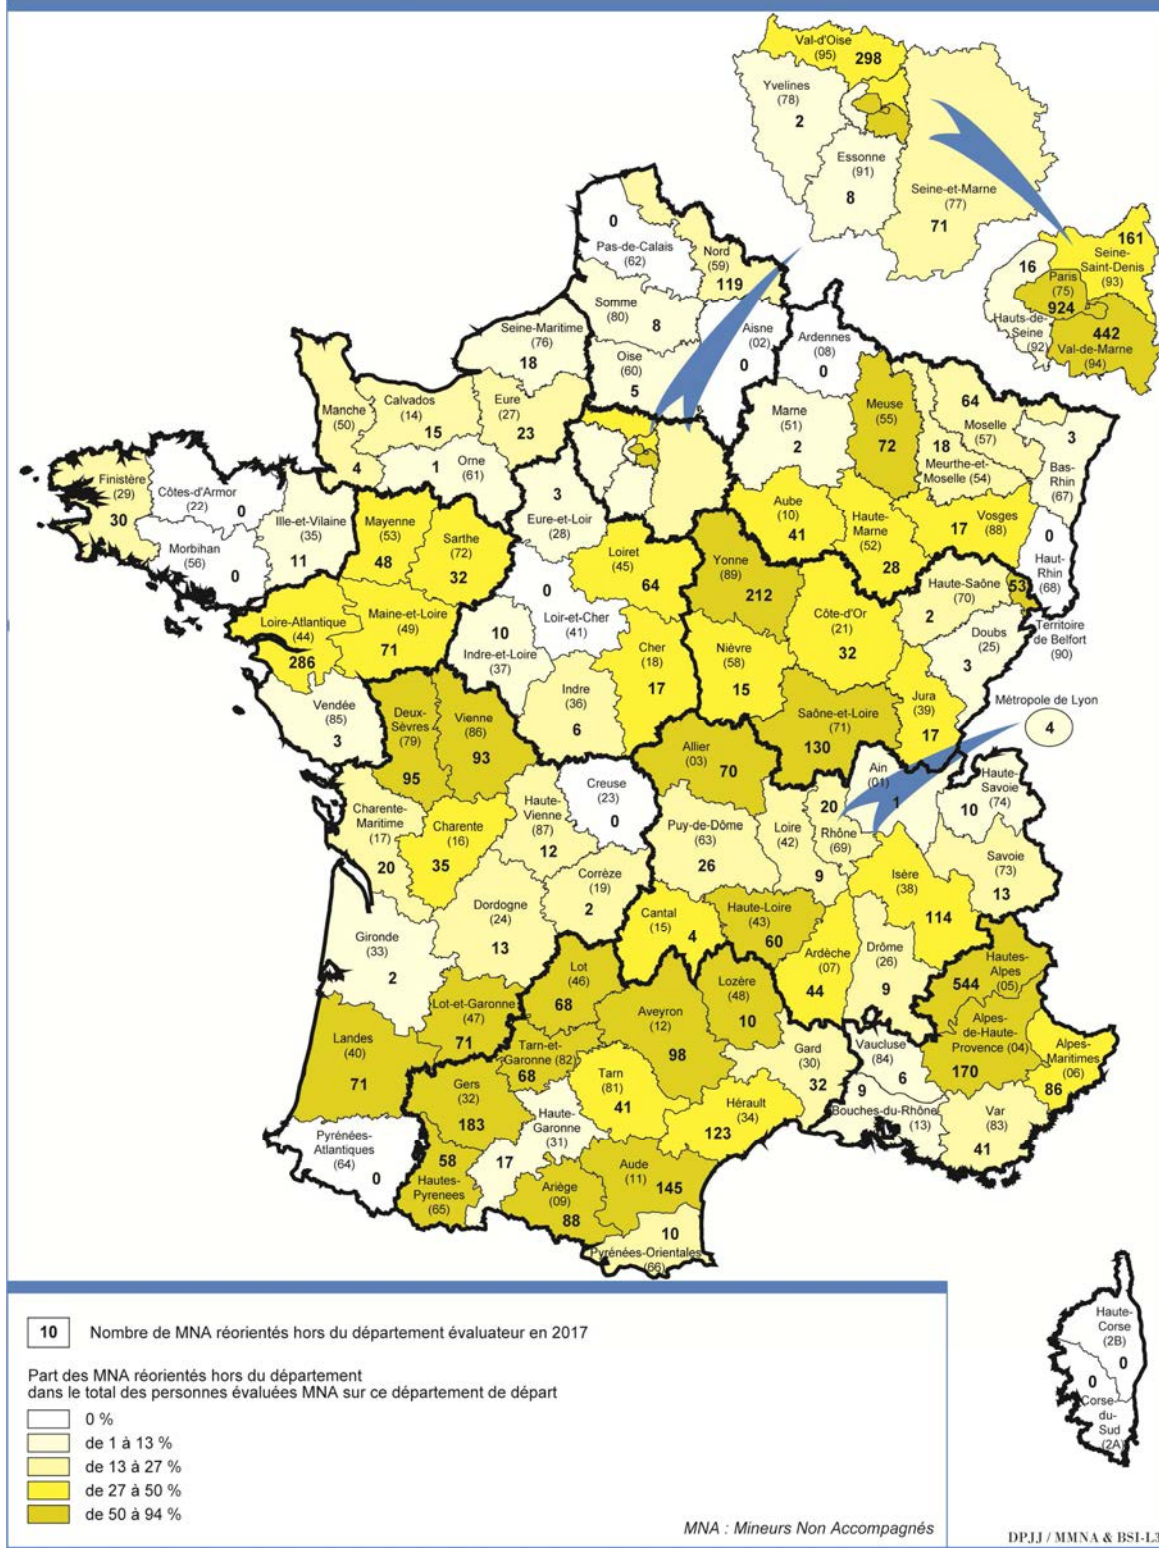 Val-d'Oise
(95)
298
Yvelines
(78)
2
Essonne
(91)
8
Seine-et-Marne
(77)
71
161
Seine-
Saint-Denis
(93)
16
Paris
(75)
924
Hauts-de-
Seine
(92)
442
Val-de-Marne
(94)
0
Pas-de-Calais
(62)
Nord
(59)
119
Somme
(80)
8
Seine-Maritime
(76)
18
Oise
(60)
5
Aisne
(02)
0
Ardennes
(08)
0
Manche
(50)
4
Calvados
(14)
15
Eure
(27)
23
1
Orne
(61)
Marne
(51)
2
Meuse
(55)
72
64
Moselle
(57)
18
Meurthe-et-
Moselle (54)
3
Bas-
Rhin
(67)
Finistère
(29)
30
Côtes-d'Armor
(22)
0
Ille-et-Vilaine
(35)
11
Morbihan
(56)
0
Mayenne
(53)
48
Sarthe
(72)
32
3
Eure-et-Loir
(28)
Loiret
(45)
64
Yonne
(89)
212
Aube
(10)
41
Haute-
Marne
(52)
28
17
Vosges
(88)
0
Haut-
Rhin
(68)
Loire-Atlantique
(44)
286
Maine-et-Loire
(49)
71
0
Loir-et-Cher
(41)
10
Indre-et-Loire
(37)
Cher
(18)
17
Nièvre
(58)
15
Côte-d'Or
(21)
32
Haute-Saône
(70)
2
53
Territoire
de Belfort
(90)
Doubs
(25)
3
Vendée
(85)
3
Deux-
Sèvres
(79)
95
Vienne
(86)
93
Indre
(36)
6
Saône-et-Loire
(71)
130
Jura
(39)
17
Métropole de Lyon
4
Allier
(03)
70
Creuse
(23)
0
Charente-
Maritime
(17)
20
Charente
(16)
35
Haute-
Vienne
(87)
12
Puy-de-Dôme
(63)
26
Loire
(42)
9
20
Rhône
(69)
Ain
(01)
1
Haute-
Savoie
(74)
10
Savoie
(73)
13
Isère
(38)
114
Corrèze
(19)
2
Dordogne
(24)
13
Gironde
(33)
2
Cantal
(15)
4
Haute-Loire
(43)
60
Ardèche
(07)
44
Drôme
(26)
9
Hautes-
Alpes
(05)
544
Lot
(46)
68
Lot-et-Garonne
(47)
71
Landes
(40)
71
Aveyron
(12)
98
Lozère
(48)
10
Tarn-et-
Garonne (82)
68
Gers
(32)
183
Tarn
(81)
41
Gard
(30)
32
Hérault
(34)
123
Vaucluse
(84)
6
Alpes-
de-Haute-
Provence (04)
170
Alpes-
Maritimes
(06)
86
9
Bouches-du-Rhône
(13)
Var
(83)
41
Pyrénées-
Atlantiques
(64)
0
58
Hautes-
Pyrenees
(65)
Haute-
Garonne
(31)
17
Ariège
(09)
88
Aude
(11)
145
10
Pyrénées-Orientales
(66)
Haute-
Corse
(2B)
0
0
Corse-
du-
Sud
(2A)
10 Nombre de MNA réorientés hors du département évaluateur en 2017
Part des MNA réorientés hors du département
dans le total des personnes évaluées MNA sur ce département de départ
0 %
de 1 à 13 %
de 13 à 27 %
de 27 à 50 %
de 50 à 94 %
MNA : Mineurs Non Accompagnés
DPJJ / MMNA & BSI-L3